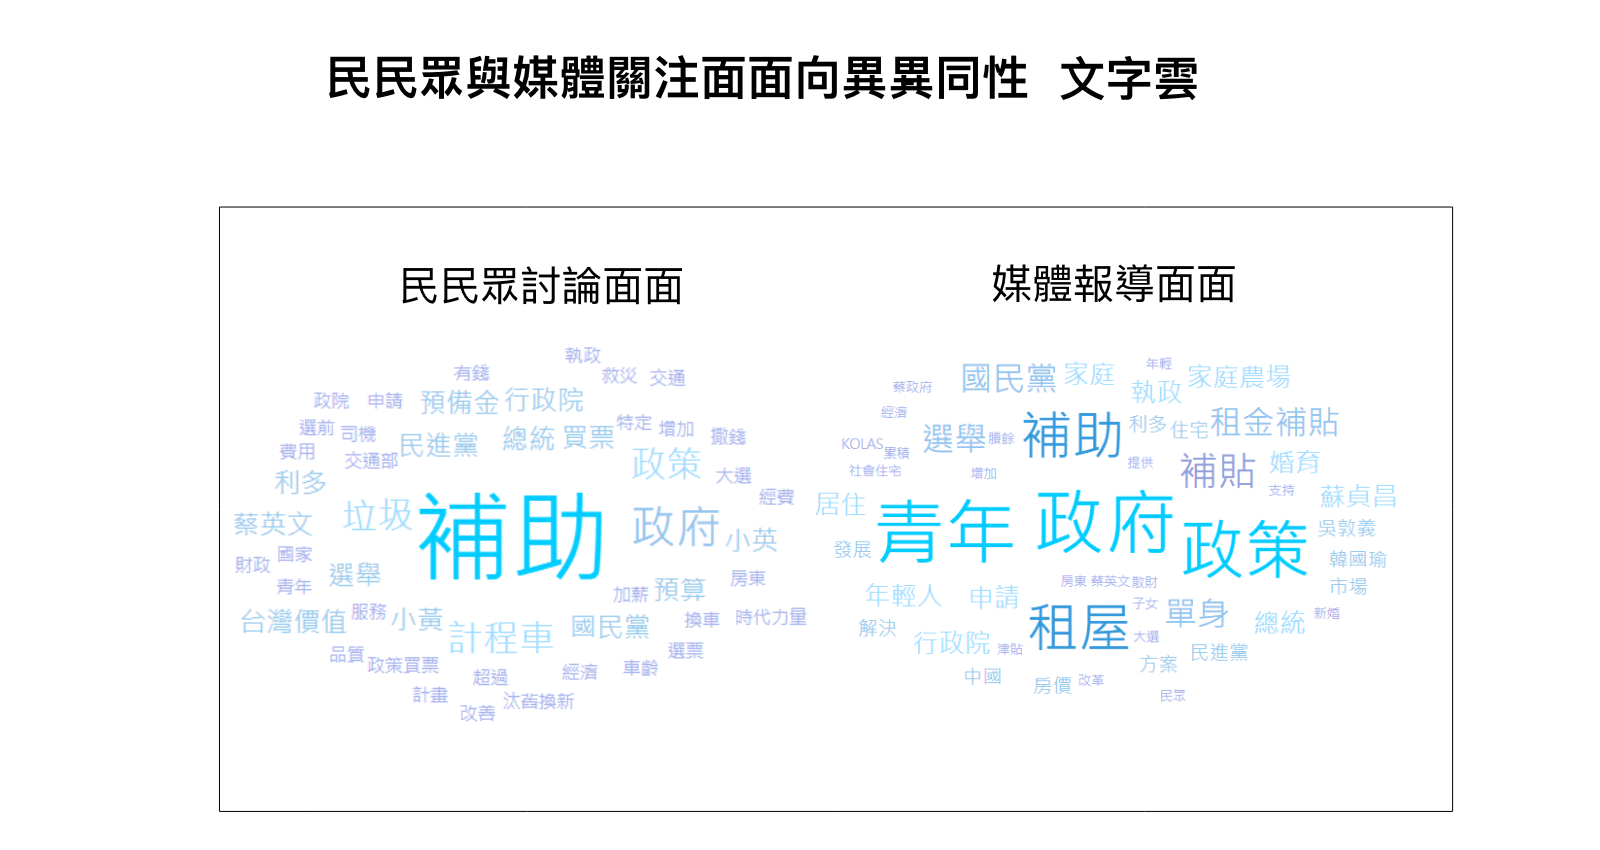 民民眾與媒體關注面面向異異同性 文字雲
民民眾討論面面
媒體報導面面
執政
有錢
救災
交通
政院
申請
預備金
行政院
選前
司機
民進黨
總統
買票
特定
增加
撒錢
費用
交通部
政策
大選
利多
垃圾
補助
政府
經費
小英
蔡英文
國家
財政
青年
選舉
加薪
預算
房東
台灣價值
服務
小黃
計程車
國民黨
換車
時代力量
品質
政策買票
選票
超過
經濟
車齡
計畫
改善
汰舊換新
年輕
蔡政府
國民黨
家庭
執政
家庭農場
經濟
選舉
賸餘
補助
利多
住宅
租金補貼
KOLAS
累積
社會住宅
增加
提供
補貼
婚育
支持
蘇貞昌
居住
青年
政府
政策
吳敦義
發展
韓國瑜
市場
房東
蔡英文
散財
年輕人
申請
租屋
子女
單身
總統
新婚
解決
行政院
津貼
大選
民進黨
方案
中國
房價
改革
民眾